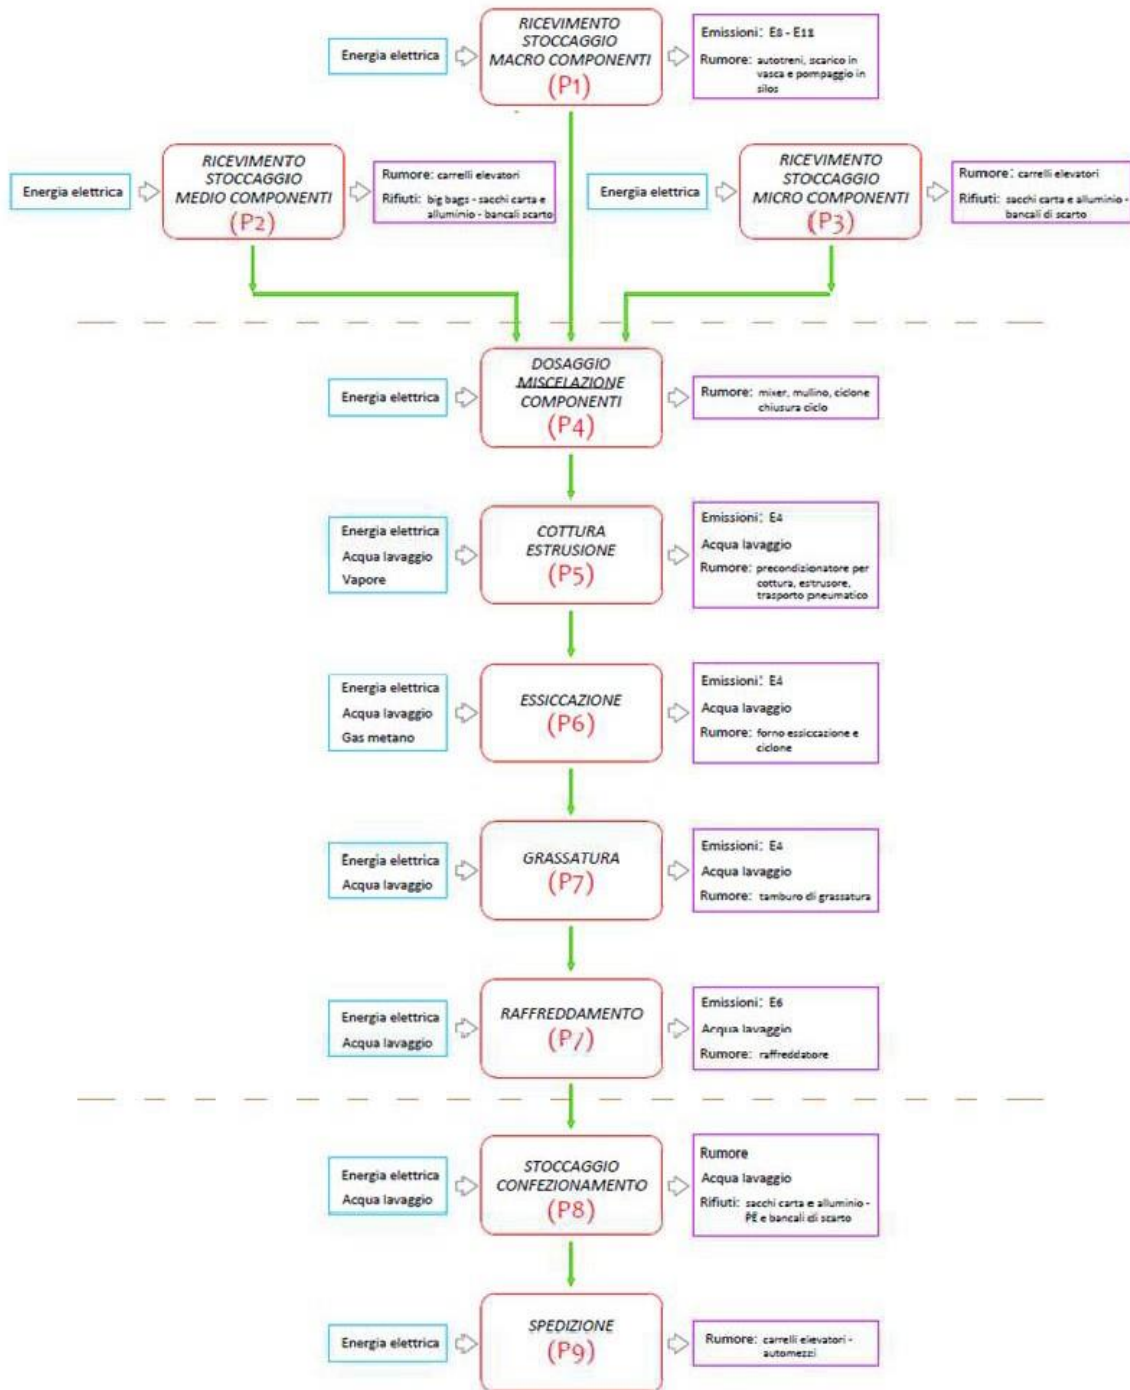 RICEVIMENTO
STOCCAGGIO
MACRO COMPONENTI
(P1)
Energia elettrica
Emissioni: E8 - E11
Rumore: autotreni, scarico in
vasca e pompaggio in
silos
RICEVIMENTO
STOCCAGGIO
MEDIO COMPONENTI
(P2)
Energia elettrica
Rumore: carrelli elevatori
Rifiuti: big bags - sacchi carta e
alluminio - bancali scarto
RICEVIMENTO
STOCCAGGIO
MICRO COMPONENTI
(P3)
Energia elettrica
Rumore: carrelli elevatori
Rifiuti: sacchi carta e alluminio -
bancali di scarto
DOSAGGIO
MISCELAZIONE
COMPONENTI
(P4)
Energia elettrica
Rumore: mixer, mulino, ciclone
chiusura ciclo
COTTURA
ESTRUSIONE
(P5)
Energia elettrica
Acqua lavaggio
Vapore
Emissioni: E4
Acqua lavaggio
Rumore: precondizionatore per
cottura, estrusore,
trasporto pneumatico
ESSICCAZIONE
(P6)
Energia elettrica
Acqua lavaggio
Gas metano
Emissioni: E4
Acqua lavaggio
Rumore: forno essiccazione e
ciclone
GRASSATURA
(P7)
Energia elettrica
Acqua lavaggio
Emissioni: E4
Acqua lavaggio
Rumore: tamburo di grassatura
RAFFREDDAMENTO
(P7)
Energia elettrica
Acqua lavaggio
Emissioni: E6
Acqua lavaggio
Rumore: raffreddatore
STOCCAGGIO
CONFEZIONAMENTO
(P8)
Energia elettrica
Acqua lavaggio
Rumore
Acqua lavaggio
Rifiuti: sacchi carta e alluminio -
PE e bancali di scarto
SPEDIZIONE
(P9)
Energia elettrica
Rumore: carrelli elevatori -
automezzi